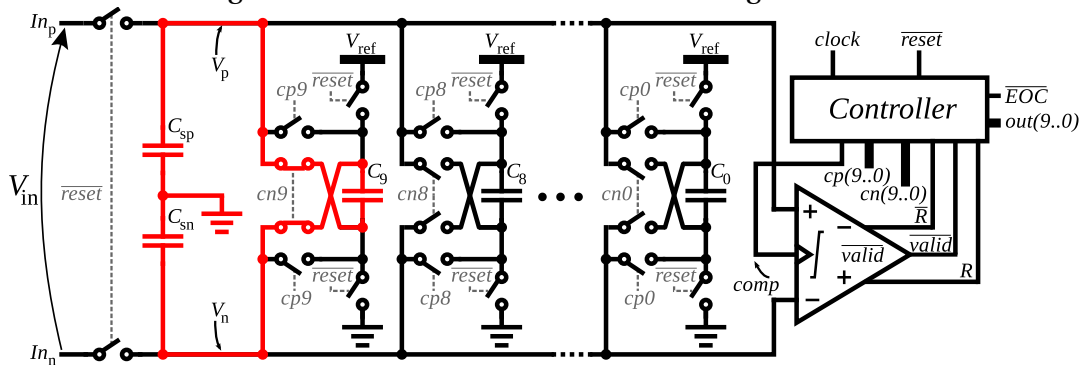 In_p
V_p
V_in
reset
C_sp
C_sn
V_n
In_n
V_ref
reset
cp9
cn9
C_9
reset
cp9
V_ref
reset
cp8
cn8
C_8
reset
cp8
V_ref
reset
cp0
cn0
C_0
reset
cp0
clock
reset
Controller
EOC
out(9..0)
cp(9..0)
cn(9..0)
R
valid
valid
R
comp
+
−
+
−